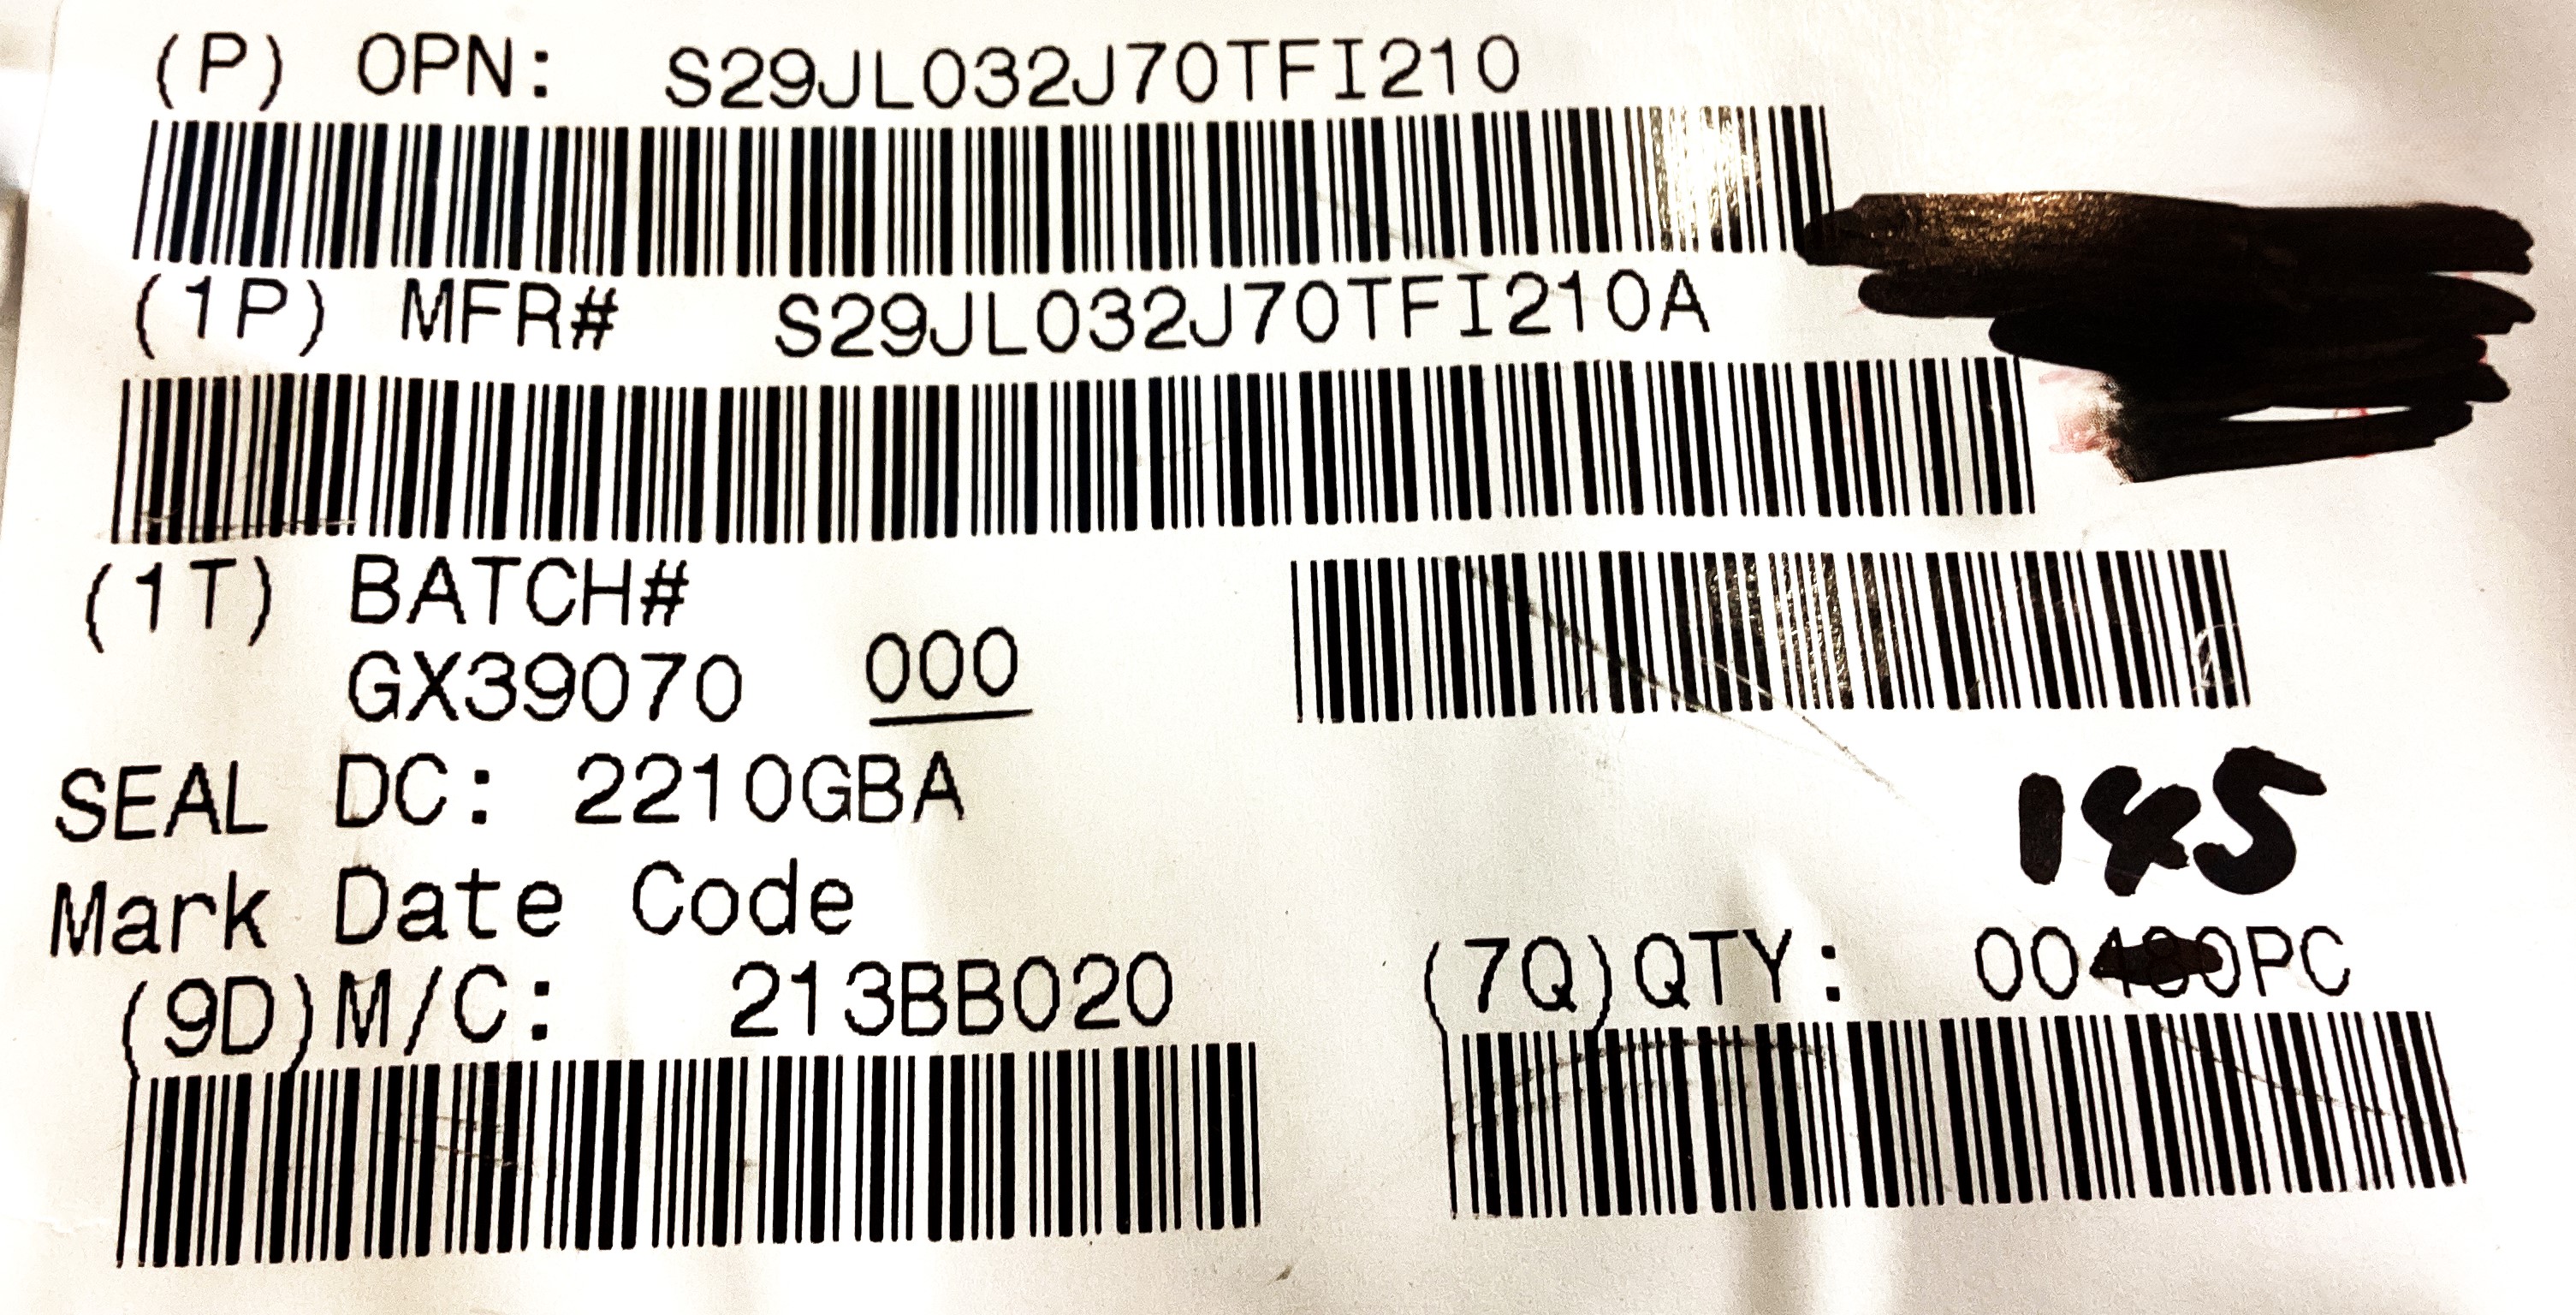 (P) OPN: S29JL032J70TFI210
(1P) MFR# S29JL032J70TFI210A
(1T) BATCH#
GX39070 000
SEAL DC: 2210GBA
145
Mark Date Code
(9D)M/C: 213BB020
(7Q)QTY: 00480PC